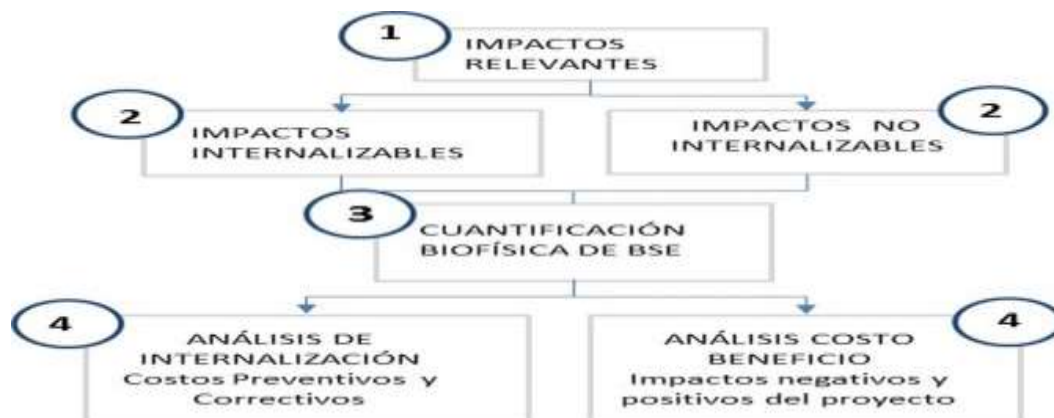 1
IMPACTOS
RELEVANTES
2
IMPACTOS
INTERNALIZABLES
IMPACTOS NO
INTERNALIZABLES
2
3
CUANTIFICACIÓN
BIOFÍSICA DE BSE
4
ANÁLISIS DE
INTERNALIZACIÓN
Costos Preventivos y
Correctivos
ANÁLISIS COSTO
BENEFICIO
Impactos negativos y
positivos del proyecto
4